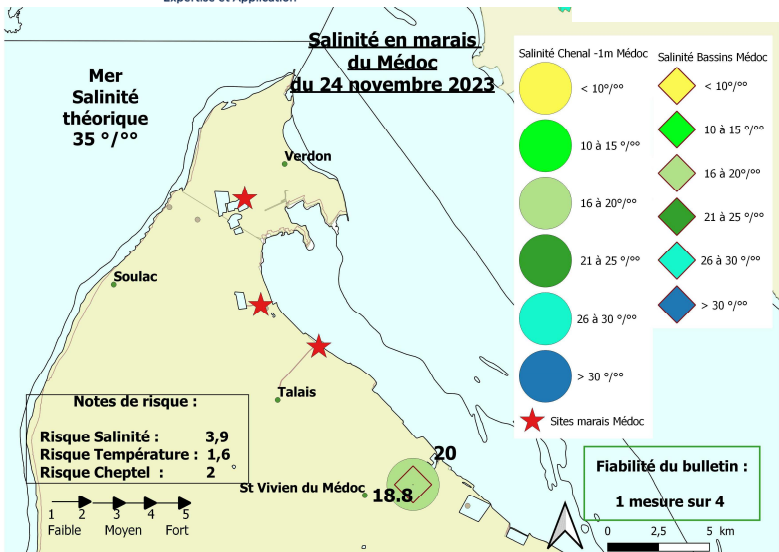 Expertise et Application
Salinité en marais
du Médoc
du 24 novembre 2023
Mer
Salinité
théorique
35 °/°°
Verdon
Soulac
Talais
St Vivien du Médoc
20
18.8
Notes de risque :
Risque Salinité : 3,9
Risque Température : 1,6
Risque Cheptel : 2
1 2 3 4 5
Faible Moyen Fort
Salinité Chenal -1m Médoc
< 10°/°°
10 à 15 °/°°
16 à 20°/°°
21 à 25 °/°°
26 à 30 °/°°
> 30 °/°°
Sites marais Médoc
Salinité Bassins Médoc
< 10°/°°
10 à 15 °/°°
16 à 20°/°°
21 à 25 °/°°
26 à 30 °/°°
> 30 °/°°
Fiabilité du bulletin :
1 mesure sur 4
0 2,5 5 km